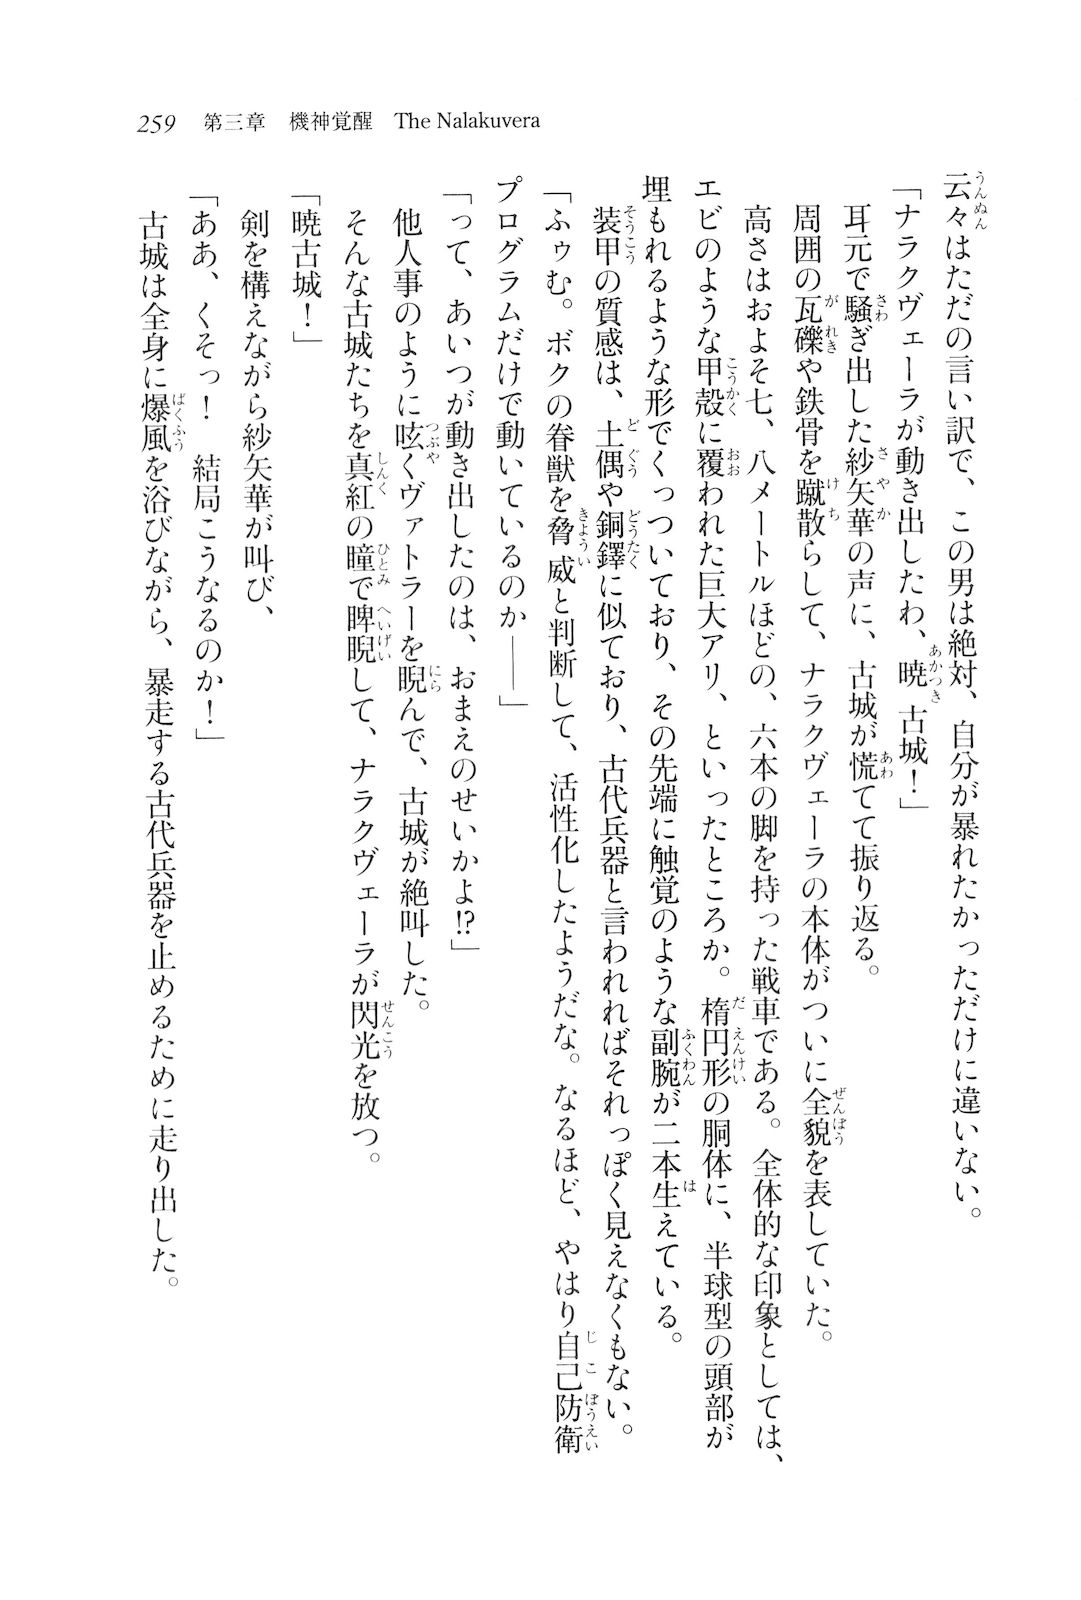 259　第三章　機神覚醒　The Nalakuvera
云々はただの言い訳で、この男は絶対、自分が暴れたかっただけに違いない。
「ナラクヴェーラが動き出したわ、暁古城！」
耳元で騒ぎ出した紗矢華の声に、古城が慌てて振り返る。
周囲の瓦礫や鉄骨を蹴散らして、ナラクヴェーラの本体がついに全貌を表していた。
高さはおよそ七、八メートルほどの、六本の脚を持った戦車である。全体的な印象としては、
エビのような甲殻に覆われた巨大アリ、といったところか。楕円形の胴体に、半球型の頭部が
埋もれるような形でくっついており、その先端に触覚のような副腕が二本生えている。
装甲の質感は、土偶や銅鐸に似ており、古代兵器と言われればそれっぽく見えなくもない。
「ふゥむ。ボクの眷獣を脅威と判断して、活性化したようだな。なるほど、やはり自己防衛
プログラムだけで動いているのか――」
「って、あいつが動き出したのは、おまえのせいかよ!?」
他人事のように呟くヴァトラーを睨んで、古城が絶叫した。
そんな古城たちを真紅の瞳で睥睨して、ナラクヴェーラが閃光を放つ。
「暁古城！」
剣を構えながら紗矢華が叫び、
「ああ、くそっ！　結局こうなるのか！」
古城は全身に爆風を浴びながら、暴走する古代兵器を止めるために走り出した。